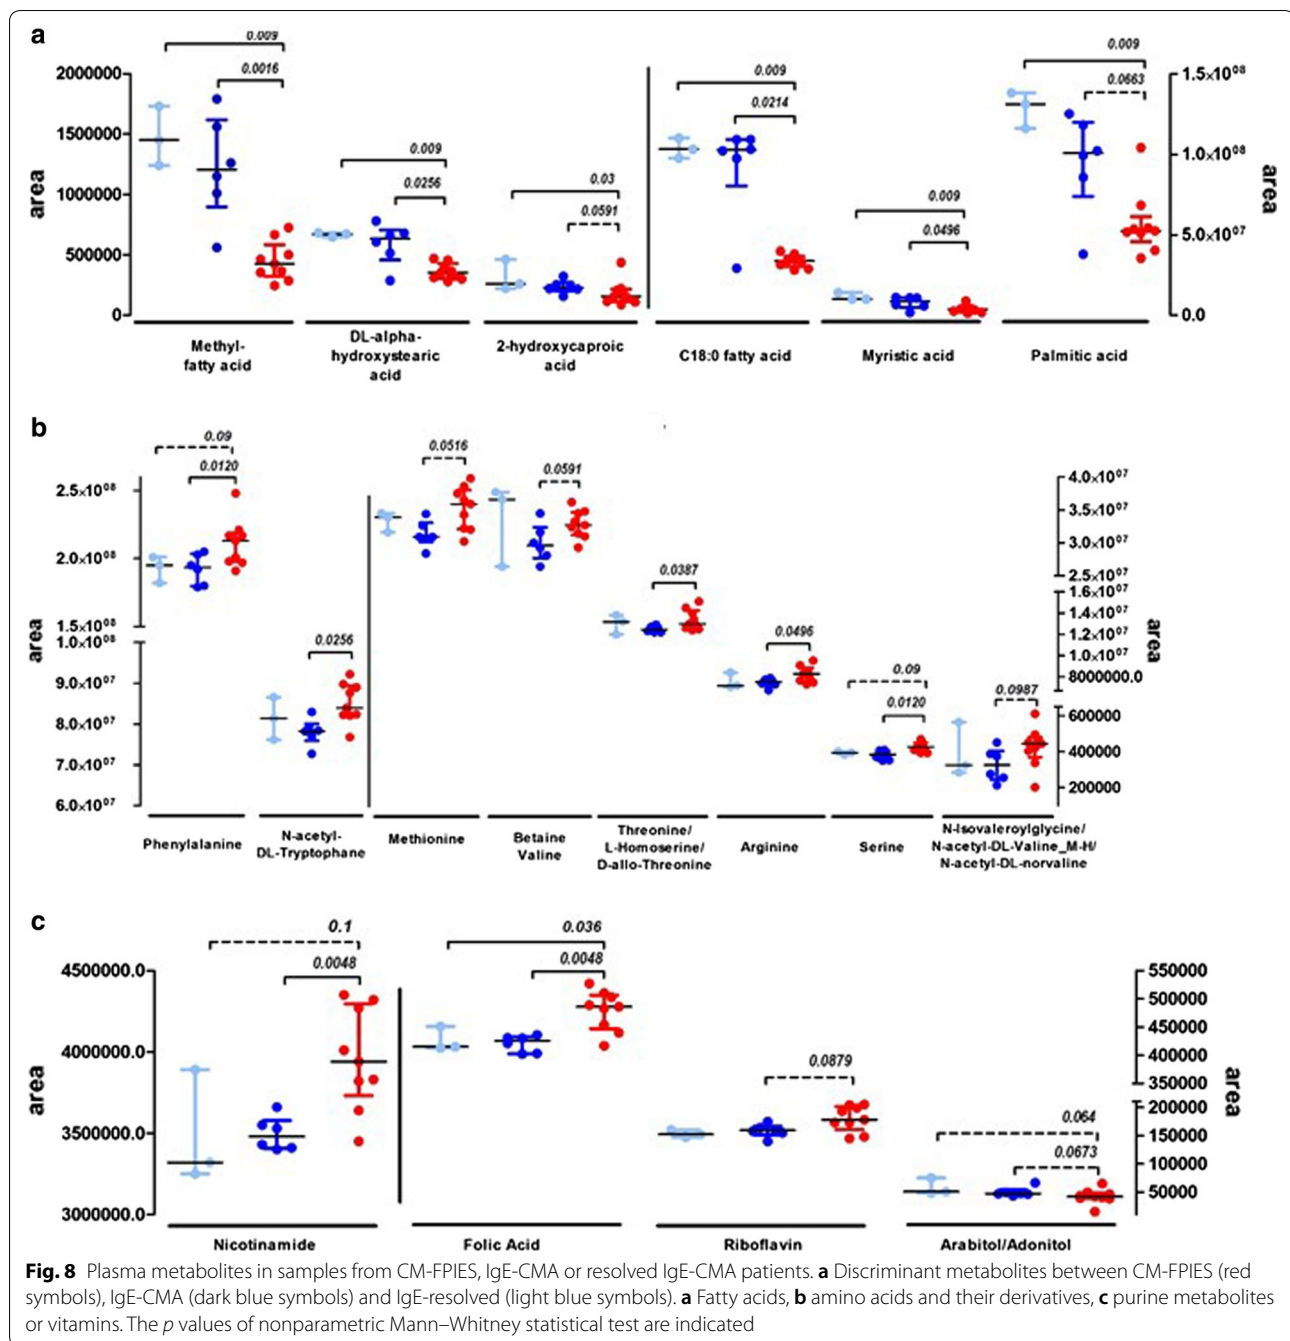 a
0.009
0.0016
0.009
0.0256
0.03
0.0591
0.009
0.0214
0.009
0.0496
0.009
0.0663
2000000
1500000
1000000
500000
0
area
1.5×10⁰⁸
1.0×10⁰⁸
5.0×10⁰⁷
0.0
area
Methyl-
fatty acid
DL-alpha-
hydroxystearic
acid
2-hydroxycaproic
acid
C18:0 fatty acid
Myristic acid
Palmitic acid
b
0.09
0.0120
0.0256
0.0516
0.0591
0.0387
0.0496
0.09
0.0120
0.0987
2.5×10⁰⁸
2.0×10⁰⁸
1.5×10⁰⁸
1.0×10⁰⁸
9.0×10⁰⁷
8.0×10⁰⁷
7.0×10⁰⁷
6.0×10⁰⁷
area
4.0×10⁰⁷
3.5×10⁰⁷
3.0×10⁰⁷
2.5×10⁰⁷
1.6×10⁰⁷
1.4×10⁰⁷
1.2×10⁰⁷
1.0×10⁰⁷
8000000.0
600000
400000
200000
area
Phenylalanine
N-acetyl-
DL-Tryptophane
Methionine
Betaine
Valine
Threonine/
L-Homoserine/
D-allo-Threonine
Arginine
Serine
N-Isovaleroylglycine/
N-acetyl-DL-Valine_M-H/
N-acetyl-DL-norvaline
c
0.1
0.0048
0.036
0.0048
0.0879
0.064
0.0673
4500000.0
4000000.0
3500000.0
3000000.0
area
550000
500000
450000
400000
350000
200000
150000
100000
50000
area
Nicotinamide
Folic Acid
Riboflavin
Arabitol/Adonitol
Fig. 8 Plasma metabolites in samples from CM-FPIES, IgE-CMA or resolved IgE-CMA patients. a Discriminant metabolites between CM-FPIES (red
symbols), IgE-CMA (dark blue symbols) and IgE-resolved (light blue symbols). a Fatty acids, b amino acids and their derivatives, c purine metabolites
or vitamins. The p values of nonparametric Mann–Whitney statistical test are indicated